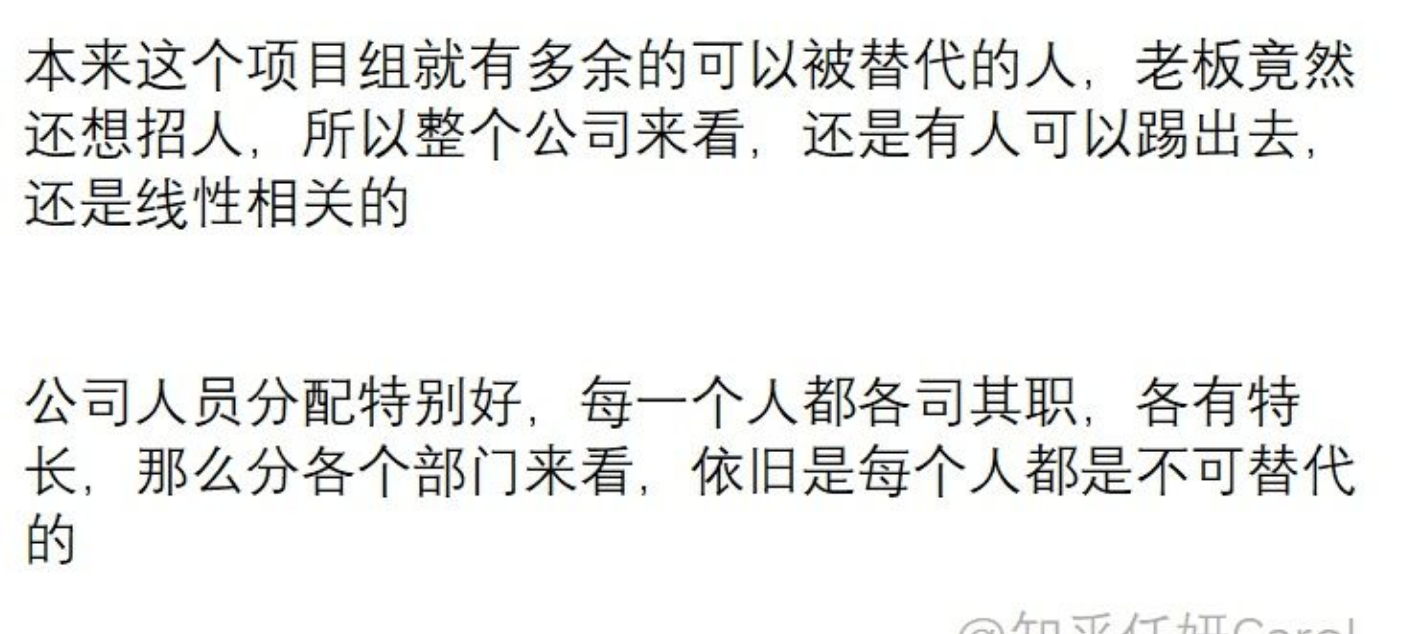 本来这个项目组就有多余的可以被替代的人，老板竟然
还想招人，所以整个公司来看，还是有人可以踢出去，
还是线性相关的
公司人员分配特别好，每一个人都各司其职，各有特
长，那么分各个部门来看，依旧是每个人都是不可替代
的
@知乎任妍Carol